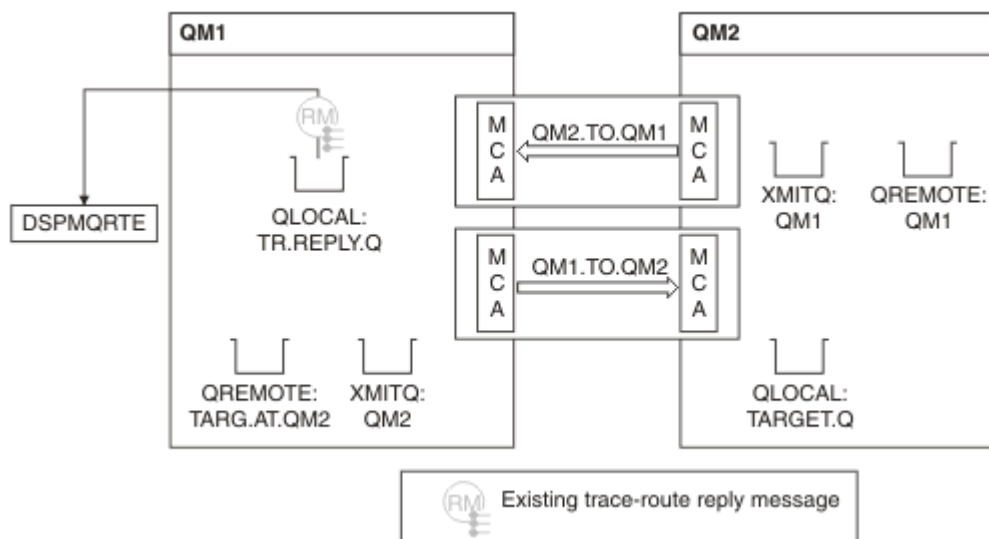 QM1
QM2
RM
M
C
A
QM2.TO.QM1
M
C
A
XMITQ:
QM1
QREMOTE:
QM1
DSPMQRTE
QLOCAL:
TR.REPLY.Q
M
C
A
QM1.TO.QM2
M
C
A
QREMOTE:
TARG.AT.QM2
XMITQ:
QM2
QLOCAL:
TARGET.Q
RM
Existing trace-route reply message